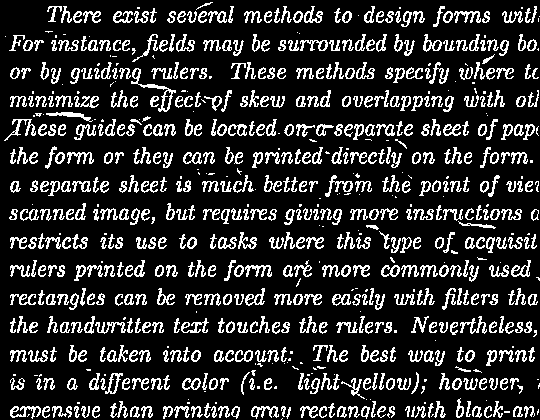 There exist several methods to design forms with
For instance, fields may be surrounded by bounding bo
or by guiding rulers. These methods specify where to
minimize the effect of skew and overlapping with oth
These guides can be located on a separate sheet of pape
the form or they can be printed directly on the form.
a separate sheet is much better from the point of view
scanned image, but requires giving more instructions a
restricts its use to tasks where this type of acquisit
rulers printed on the form are more commonly used
rectangles can be removed more easily with filters tha
the handwritten text touches the rulers. Nevertheless,
must be taken into account: The best way to print
is in a different color (i.e. light yellow); however,
expensive than printing gray rectangles with black-an